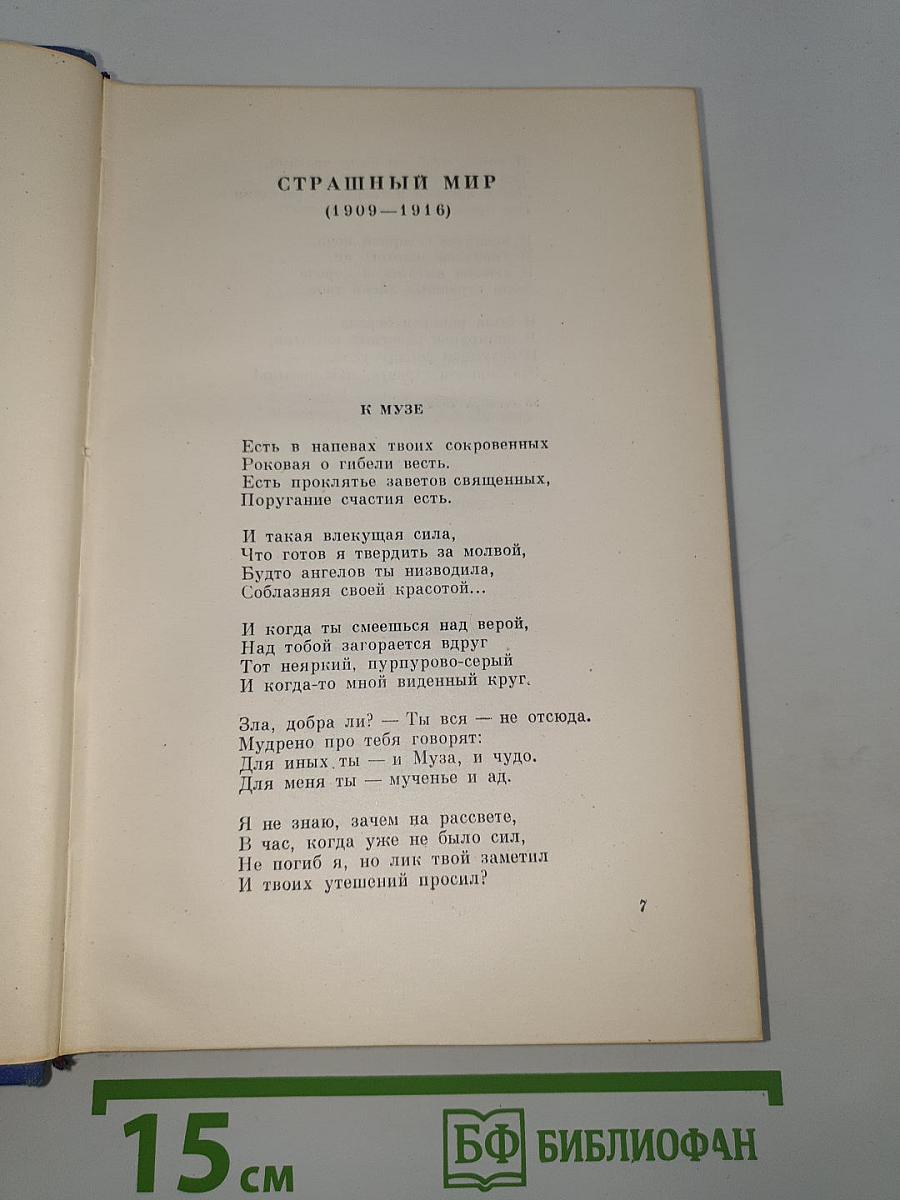 СТРАШНЫЙ МИР
(1909—1916)
К МУЗЕ
Есть в напевах твоих сокровенных
Роковая о гибели весть.
Есть проклятье заветов священных,
Поругание счастия есть.
И такая влекущая сила,
Что готов я твердить за молвой,
Будто ангелов ты низводила,
Соблазняя своей красотой...
И когда ты смеешься над верой,
Над тобой загорается вдруг
Тот неяркий, пурпурово-серый
И когда-то мной виденный круг.
Зла, добра ли? — Ты вся — не отсюда.
Мудрено про тебя говорят:
Для иных ты — и Муза, и чудо.
Для меня ты — мученье и ад.
Я не знаю, зачем на рассвете,
В час, когда уже не было сил,
Не погиб я, но лик твой заметил
И твоих утешений просил?
7
15 см
БФ БИБЛИОФАН